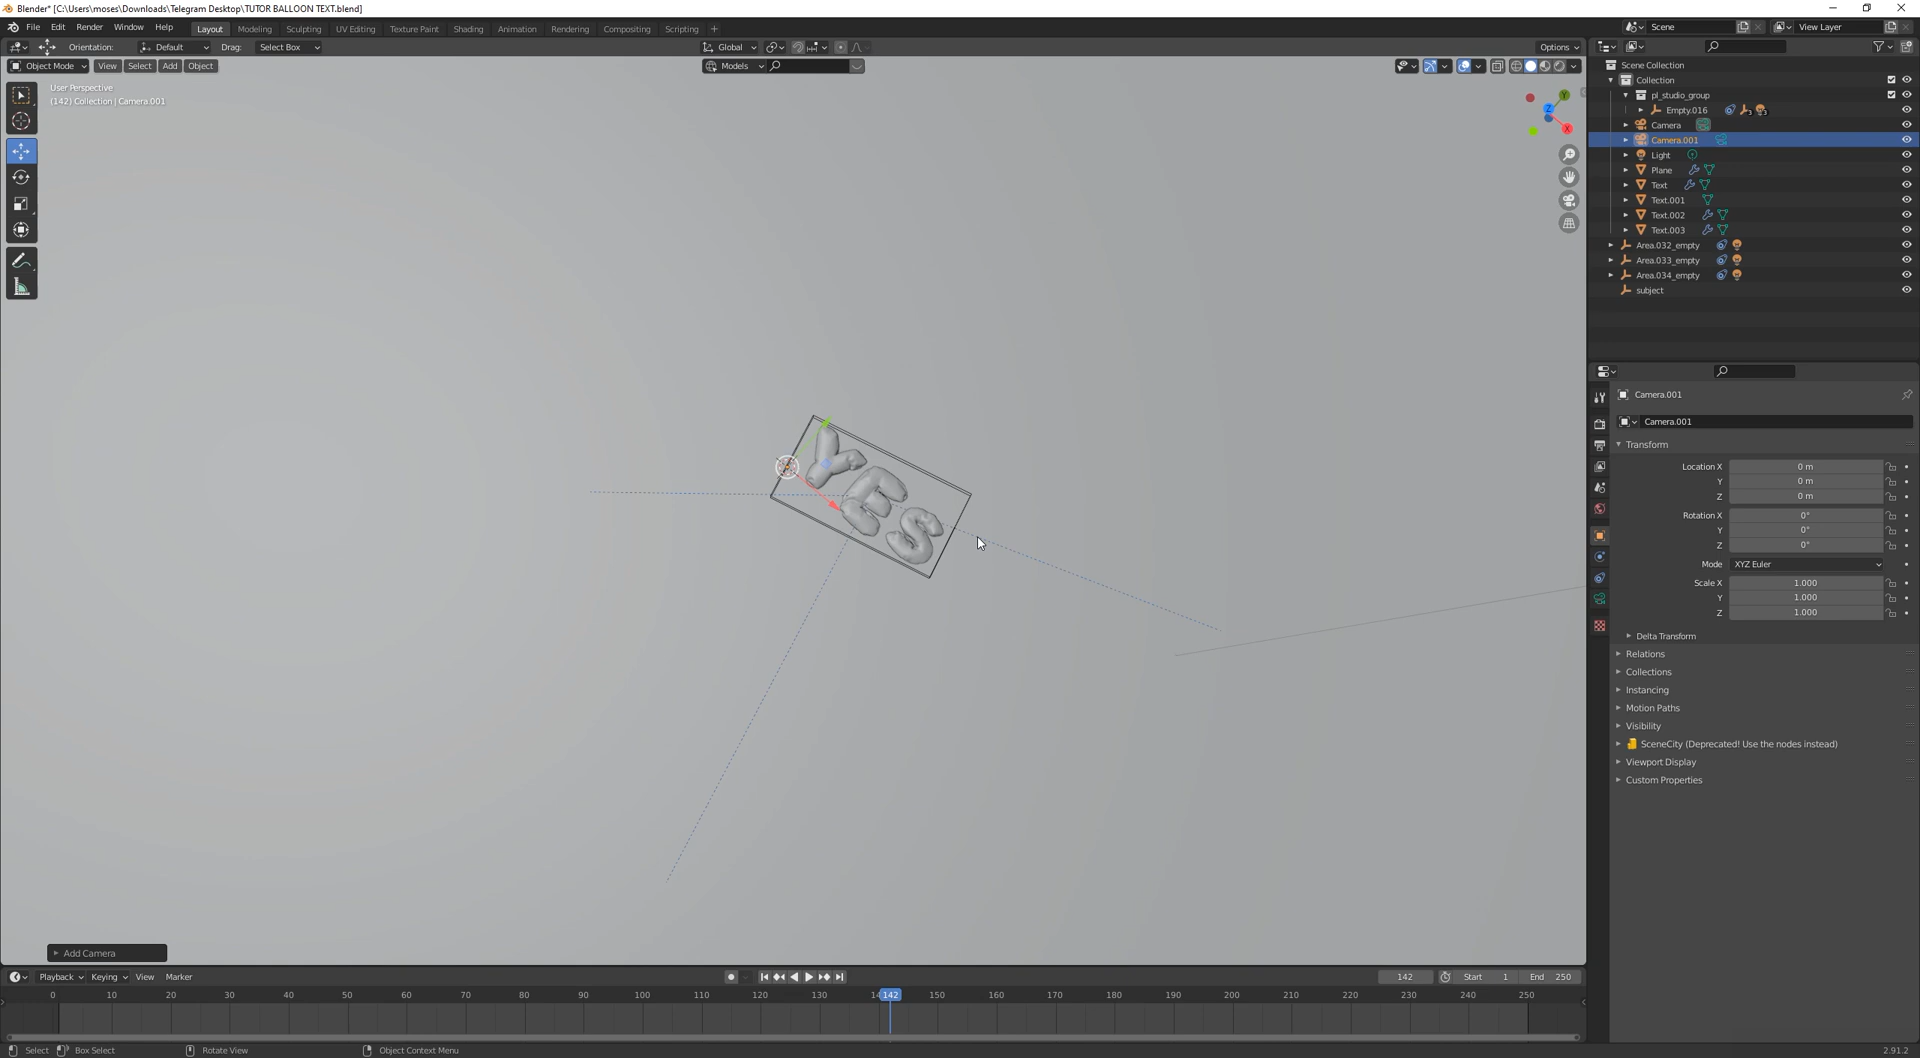 Blender* [C:\Users\moses\Downloads\Telegram Desktop\TUTOR BALLOON TEXT.blend]
File Edit Render Window Help Layout Modeling Sculpting UV Editing Texture Paint Shading Animation Rendering Compositing Scripting + Scene View Layer
Orientation: Default Drag: Select Box Global Options
Object Mode View Select Add Object Models
User Perspective
(142) Collection | Camera.001
Y
Z
X
YES
Add Camera
Scene Collection
Collection
pl_studio_group
Empty.016
Camera
Camera.001
Light
Plane
Text
Text.001
Text.002
Text.003
Area.032_empty
Area.033_empty
Area.034_empty
subject
Camera.001
Camera.001
Transform
Location X 0 m
Y 0 m
Z 0 m
Rotation X 0°
Y 0°
Z 0°
Mode XYZ Euler
Scale X 1.000
Y 1.000
Z 1.000
Delta Transform
Relations
Collections
Instancing
Motion Paths
Visibility
SceneCity (Deprecated! Use the nodes instead)
Viewport Display
Custom Properties
Playback Keying View Marker 142 Start 1 End 250
0 10 20 30 40 50 60 70 80 90 100 110 120 130 14 142 150 160 170 180 190 200 210 220 230 240 250
Select Box Select Rotate View Object Context Menu 2.91.2